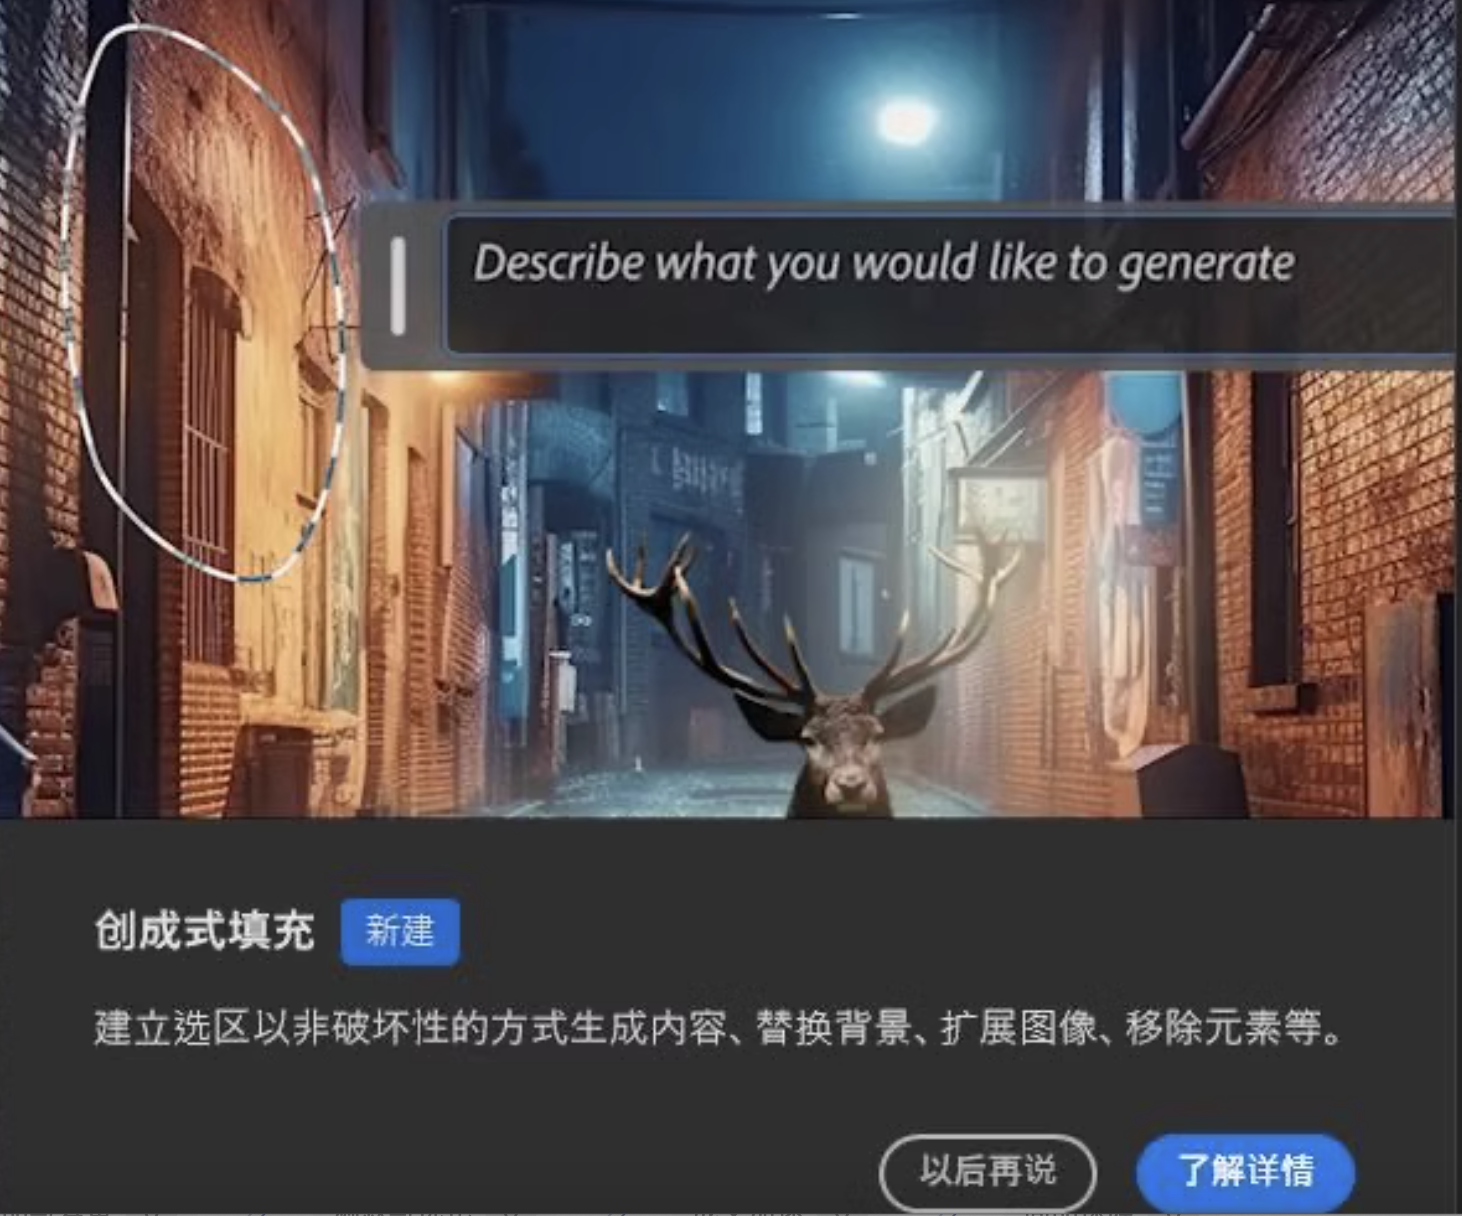 Describe what you would like to generate
创成式填充 新建
建立选区以非破坏性的方式生成内容、替换背景、扩展图像、移除元素等。
以后再说 了解详情